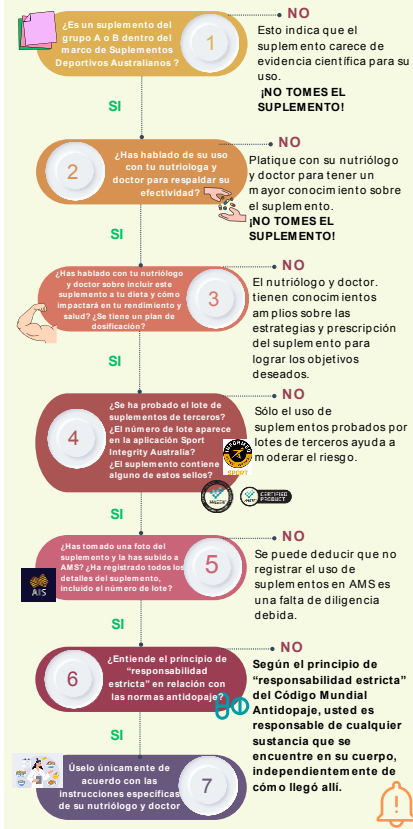 ¿Es un suplemento del
grupo A o B dentro del
marco de Suplementos
Deportivos Australianos ?
1
NO
Esto indica que el
suplemento carece de
evidencia científica para su
uso.
¡NO TOMES EL
SUPLEMENTO!
SI
2
¿Has hablado de su uso
con tu nutriologa y
doctor para respaldar su
efectividad?
NO
Platique con su nutriólogo
y doctor para tener un
mayor conocimiento sobre
el suplemento.
¡NO TOMES EL
SUPLEMENTO!
SI
¿Has hablado con tu nutriólogo
y doctor sobre incluir este
suplemento a tu dieta y cómo
impactará en tu rendimiento y
salud? ¿Se tiene un plan de
dosificación?
3
NO
El nutriólogo y doctor.
tienen conocimientos
amplios sobre las
estrategias y prescripción
del suplemento para
lograr los objetivos
deseados.
SI
4
¿Se ha probado el lote de
suplementos de terceros?
¿El número de lote aparece
en la aplicación Sport
Integrity Australia?
¿El suplemento contiene
alguno de estos sellos?
INFORMED
SPORT
CERTIFIED
PRODUCT
NO
Sólo el uso de
suplementos probados por
lotes de terceros ayuda a
moderar el riesgo.
SI
¿Has tomado una foto del
suplemento y la has subido a
AMS? ¿Ha registrado todos los
detalles del suplemento,
incluido el número de lote?
AIS
5
NO
Se puede deducir que no
registrar el uso de
suplementos en AMS es
una falta de diligencia
debida.
SI
6
¿Entiende el principio de
“responsabilidad
estricta” en relación con
las normas antidopaje?
NO
Según el principio de
“responsabilidad estricta”
del Código Mundial
Antidopaje, usted es
responsable de cualquier
sustancia que se
encuentre en su cuerpo,
independientemente de
cómo llegó allí.
SI
Úselo únicamente de
acuerdo con las
instrucciones específicas
de su nutriólogo y doctor
7